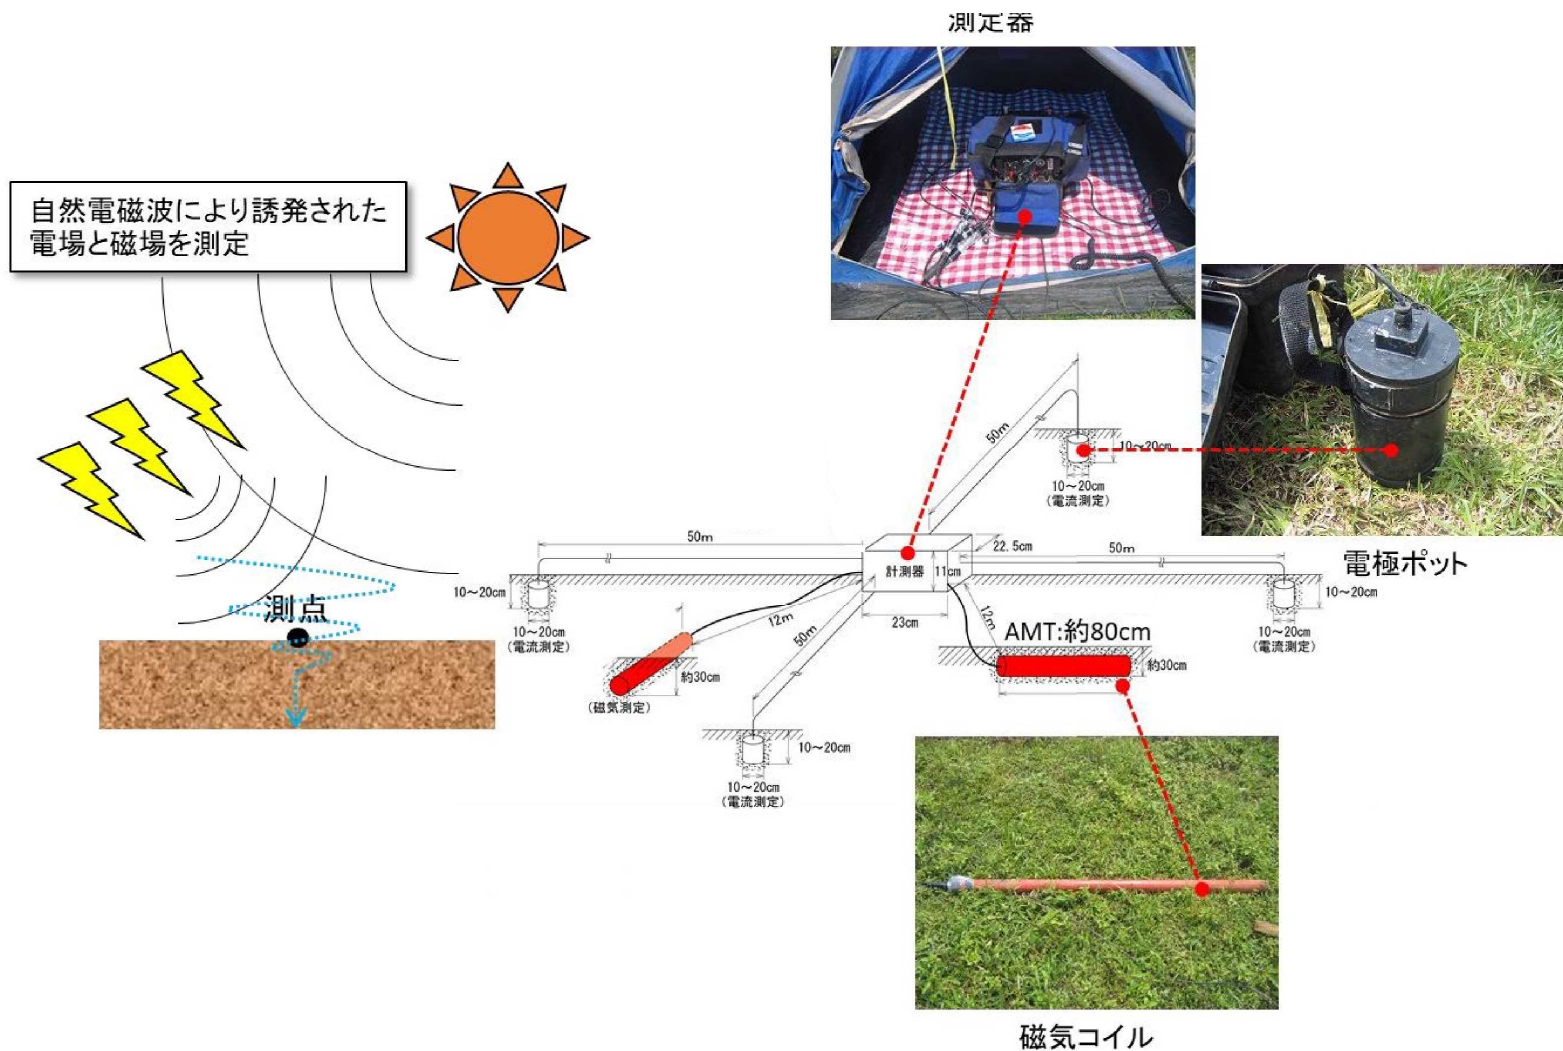 測定器
自然電磁波により誘発された
電場と磁場を測定
50m
10～20cm
10～20cm
(電流測定)
電極ポット
50m
22.5cm
50m
計測器
11cm
10～20cm
10～20cm
測点
10～20cm
(電流測定)
12m
50m
23cm
12m
AMT:約80cm
10～20cm
(電流測定)
約30cm
約30cm
(磁気測定)
10～20cm
10～20cm
(電流測定)
磁気コイル